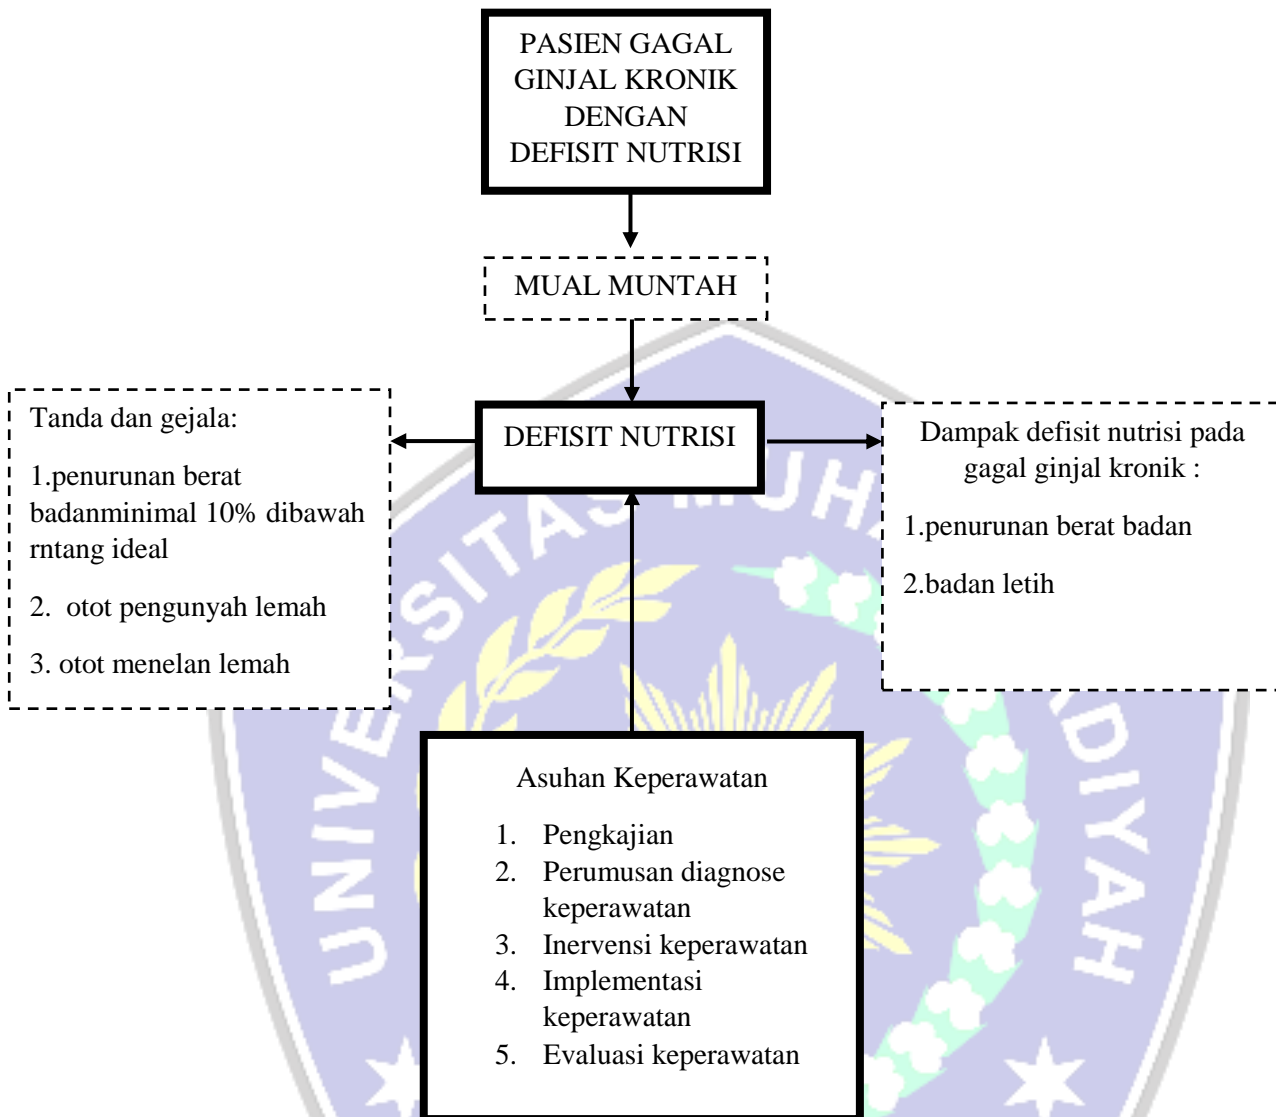 PASIEN GAGAL
GINJAL KRONIK
DENGAN
DEFISIT NUTRISI
MUAL MUNTAH
Tanda dan gejala:
1.penurunan berat
badanminimal 10% dibawah
rntang ideal
2. otot pengunyah lemah
3. otot menelan lemah
DEFISIT NUTRISI
Dampak defisit nutrisi pada
gagal ginjal kronik :
1.penurunan berat badan
2.badan letih
Asuhan Keperawatan
1. Pengkajian
2. Perumusan diagnose
keperawatan
3. Inervensi keperawatan
4. Implementasi
keperawatan
5. Evaluasi keperawatan